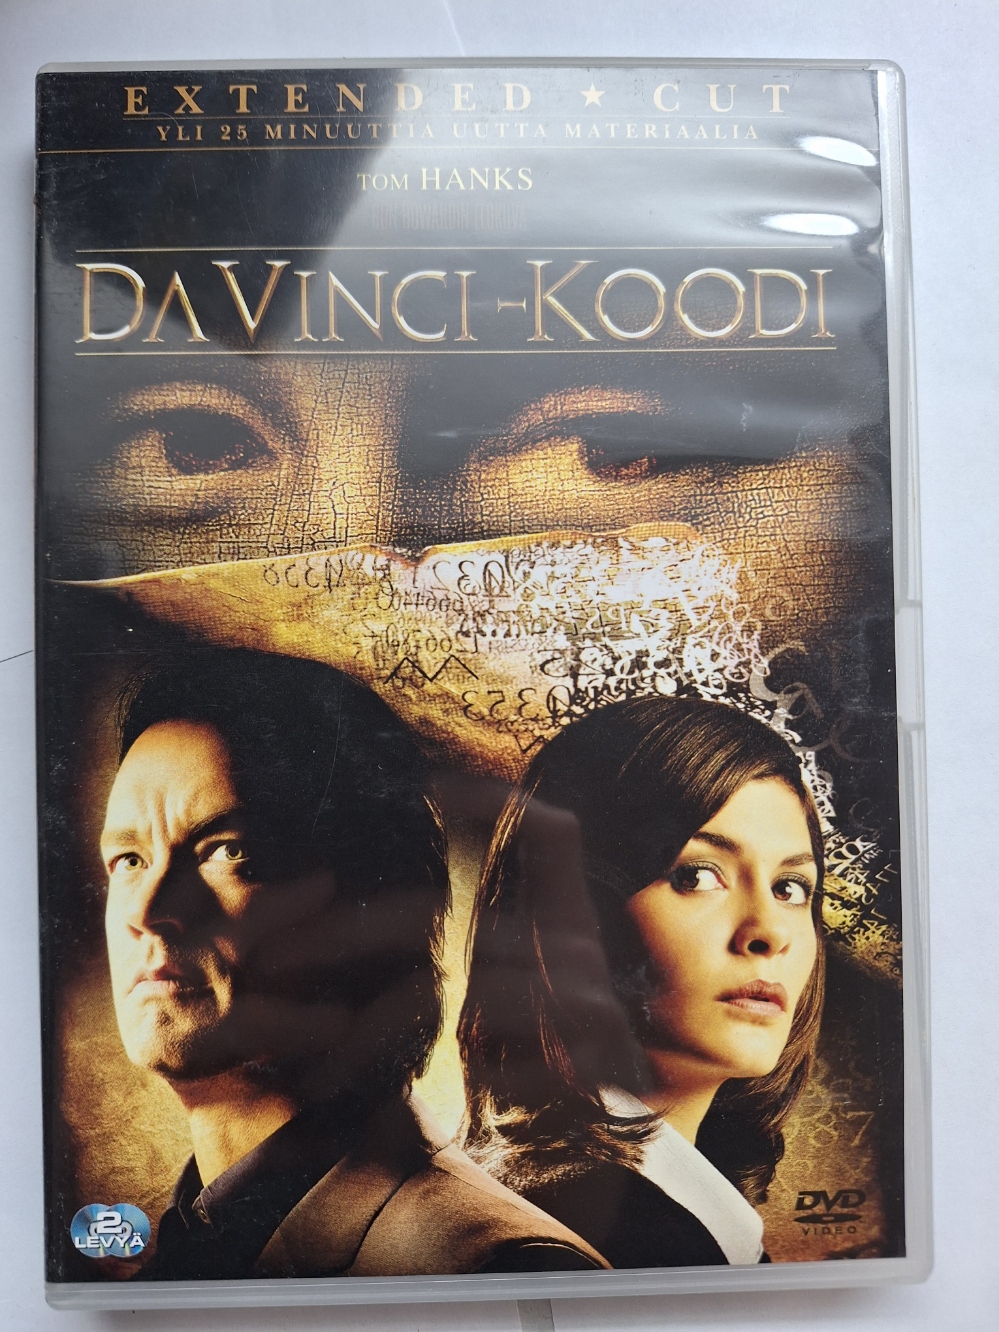 EXTENDED ★ CUT
YLI 25 MINUUTTIA UUTTA MATERIAALIA
TOM HANKS
DA VINCI -KOODI
2
LEVYÄ
DVD
VIDEO